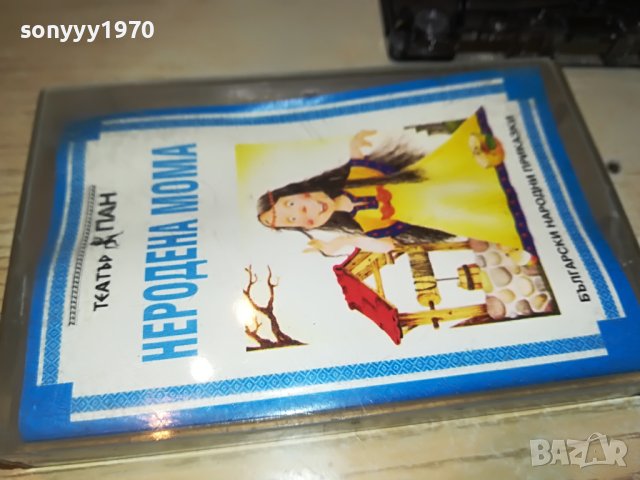 sonyyy1970
ТЕАТЪР ПАН
НЕРОДЕНА МОМА
БЪЛГАРСКИ НАРОДНИ ПРИКАЗКИ
BAZAR